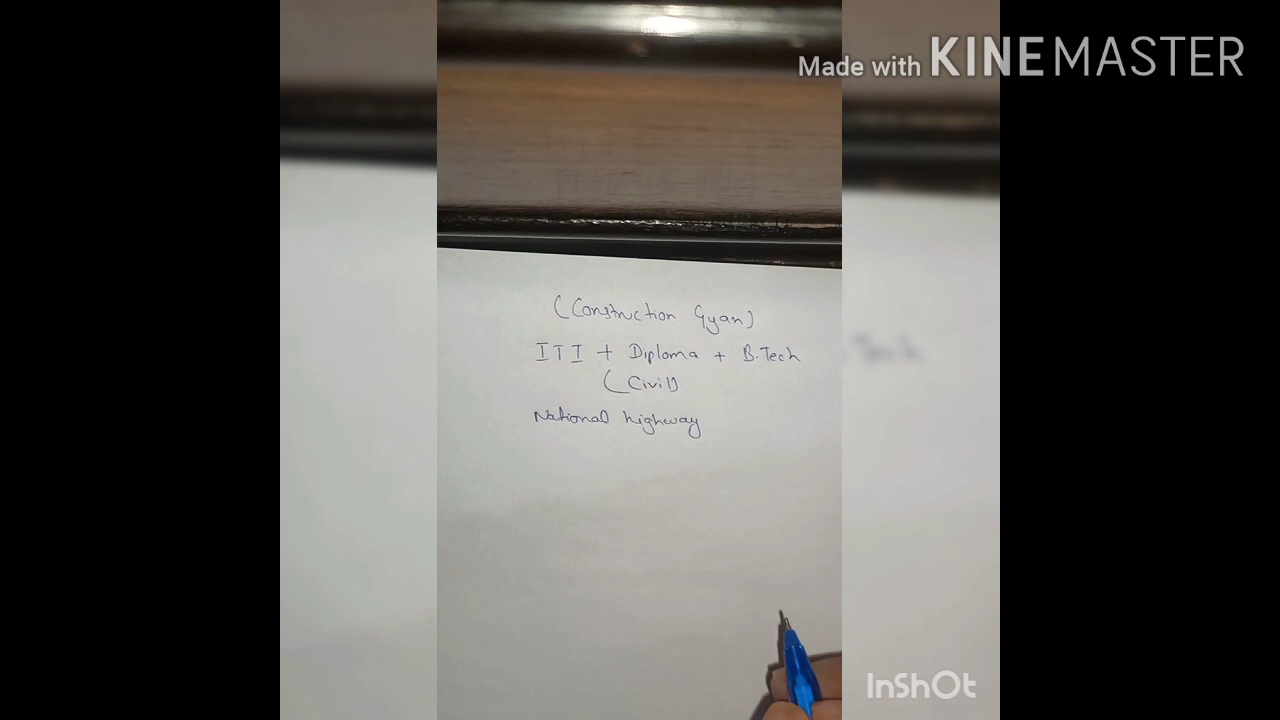 Made with KINEMASTER
(Construction Gyan)
ITI + Diploma + B.Tech
(Civil)
National highway
InShOt